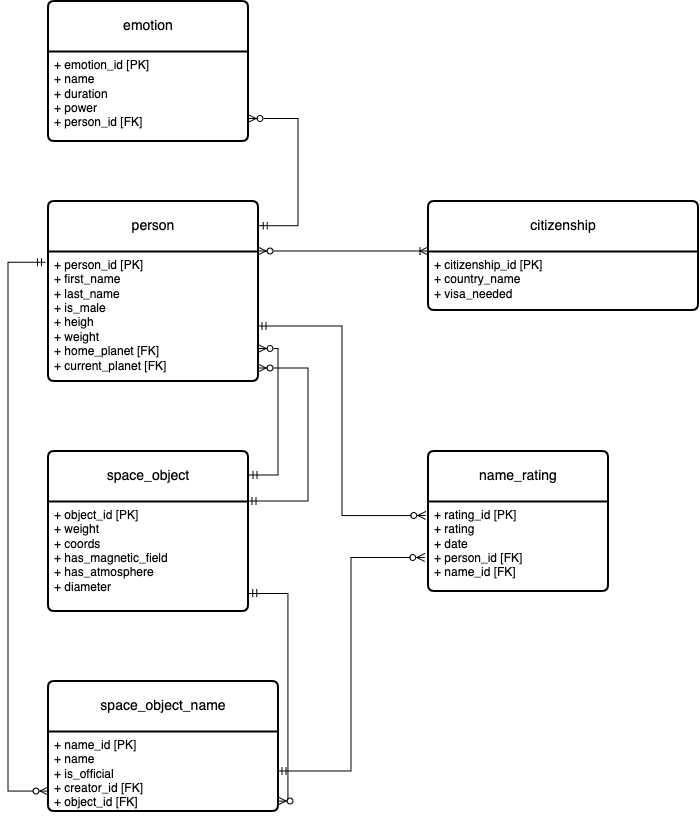 emotion
+ emotion_id [PK]
+ name
+ duration
+ power
+ person_id [FK]
person
+ person_id [PK]
+ first_name
+ last_name
+ is_male
+ heigh
+ weight
+ home_planet [FK]
+ current_planet [FK]
citizenship
+ citizenship_id [PK]
+ country_name
+ visa_needed
space_object
+ object_id [PK]
+ weight
+ coords
+ has_magnetic_field
+ has_atmosphere
+ diameter
name_rating
+ rating_id [PK]
+ rating
+ date
+ person_id [FK]
+ name_id [FK]
space_object_name
+ name_id [PK]
+ name
+ is_official
+ creator_id [FK]
+ object_id [FK]